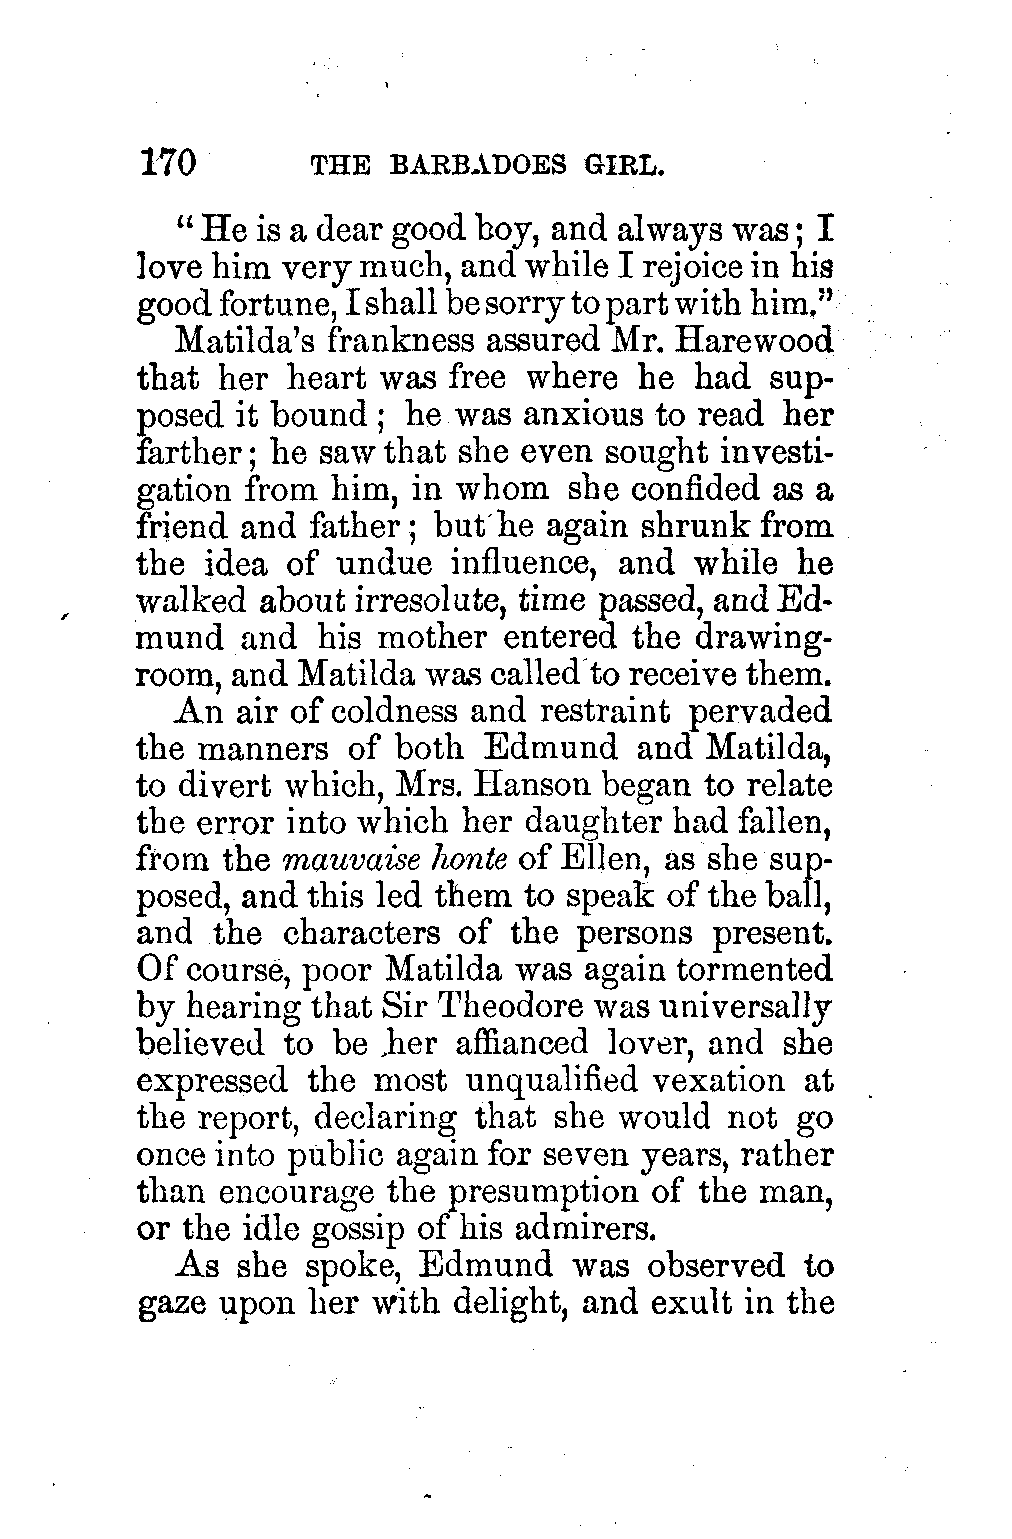 170 THE BARBADOES GIRL.
“ He is a dear good boy, and always was ; I
love him very much, and while I rejoice in his
good fortune, I shall be sorry to part with him.”
Matilda's frankness assured Mr. Harewood
that her heart was free where he had sup-
posed it bound ; he was anxious to read her
farther ; he saw that she even sought investi-
gation from him, in whom she confided as a
friend and father ; but he again shrunk from
the idea of undue influence, and while he
walked about irresolute, time passed, and Ed-
mund and his mother entered the drawing-
room, and Matilda was called to receive them.
An air of coldness and restraint pervaded
the manners of both Edmund and Matilda,
to divert which, Mrs. Hanson began to relate
the error into which her daughter had fallen,
from the mauvaise honte of Ellen, as she sup-
posed, and this led them to speak of the ball,
and the characters of the persons present.
Of course, poor Matilda was again tormented
by hearing that Sir Theodore was universally
believed to be her affianced lover, and she
expressed the most unqualified vexation at
the report, declaring that she would not go
once into public again for seven years, rather
than encourage the presumption of the man,
or the idle gossip of his admirers.
As she spoke, Edmund was observed to
gaze upon her with delight, and exult in the